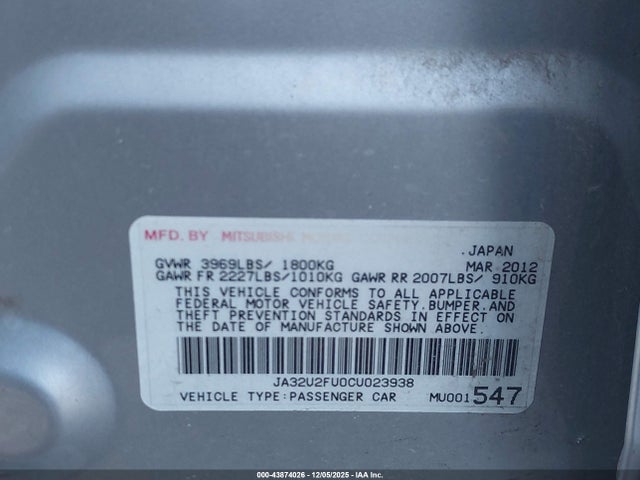 MFD. BY MITSUBISHI
JAPAN
GVWR 3969LBS/ 1800KG MAR 2012
GAWR FR 2227LBS/1010KG GAWR RR 2007LBS/ 910KG
THIS VEHICLE CONFORMS TO ALL APPLICABLE
FEDERAL MOTOR VEHICLE SAFETY.BUMPER.AND
THEFT PREVENTION STANDARDS IN EFFECT ON
THE DATE OF MANUFACTURE SHOWN ABOVE.
JA32U2FU0CU023938
VEHICLE TYPE:PASSENGER CAR MU001547
000-43874026 - 12/05/2025 - IAA Inc.